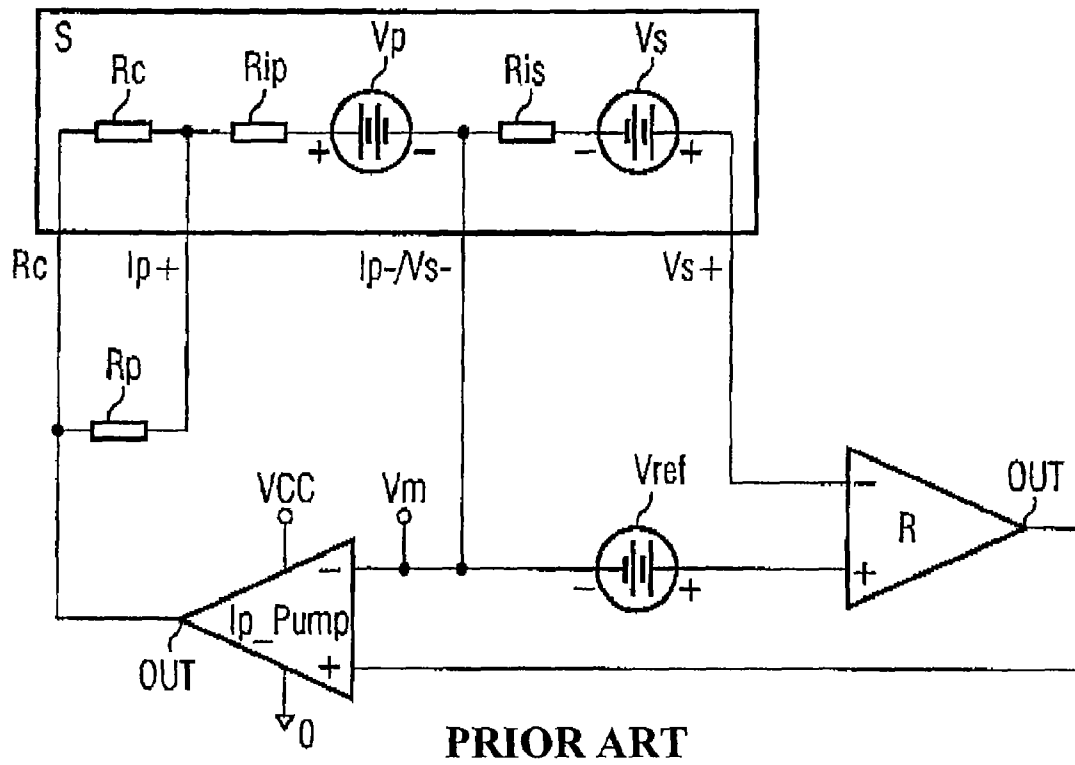 S
Vp
Vs
Rc
Rip
Ris
+
-
-
+
Rc
Ip+
Ip-/Vs-
Vs+
Rp
VCC
Vm
Vref
-
R
OUT
-
-
+
+
Ip_Pump
+
OUT
0
PRIOR ART